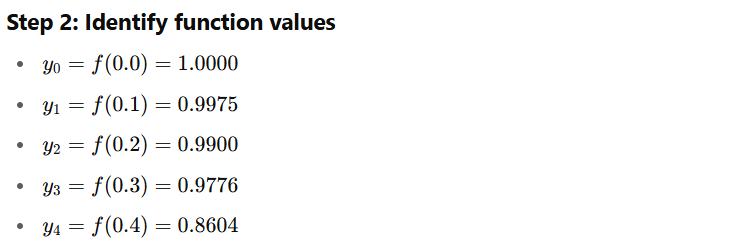 Step 2: Identify function values
• y₀ = f(0.0) = 1.0000
• y₁ = f(0.1) = 0.9975
• y₂ = f(0.2) = 0.9900
• y₃ = f(0.3) = 0.9776
• y₄ = f(0.4) = 0.8604